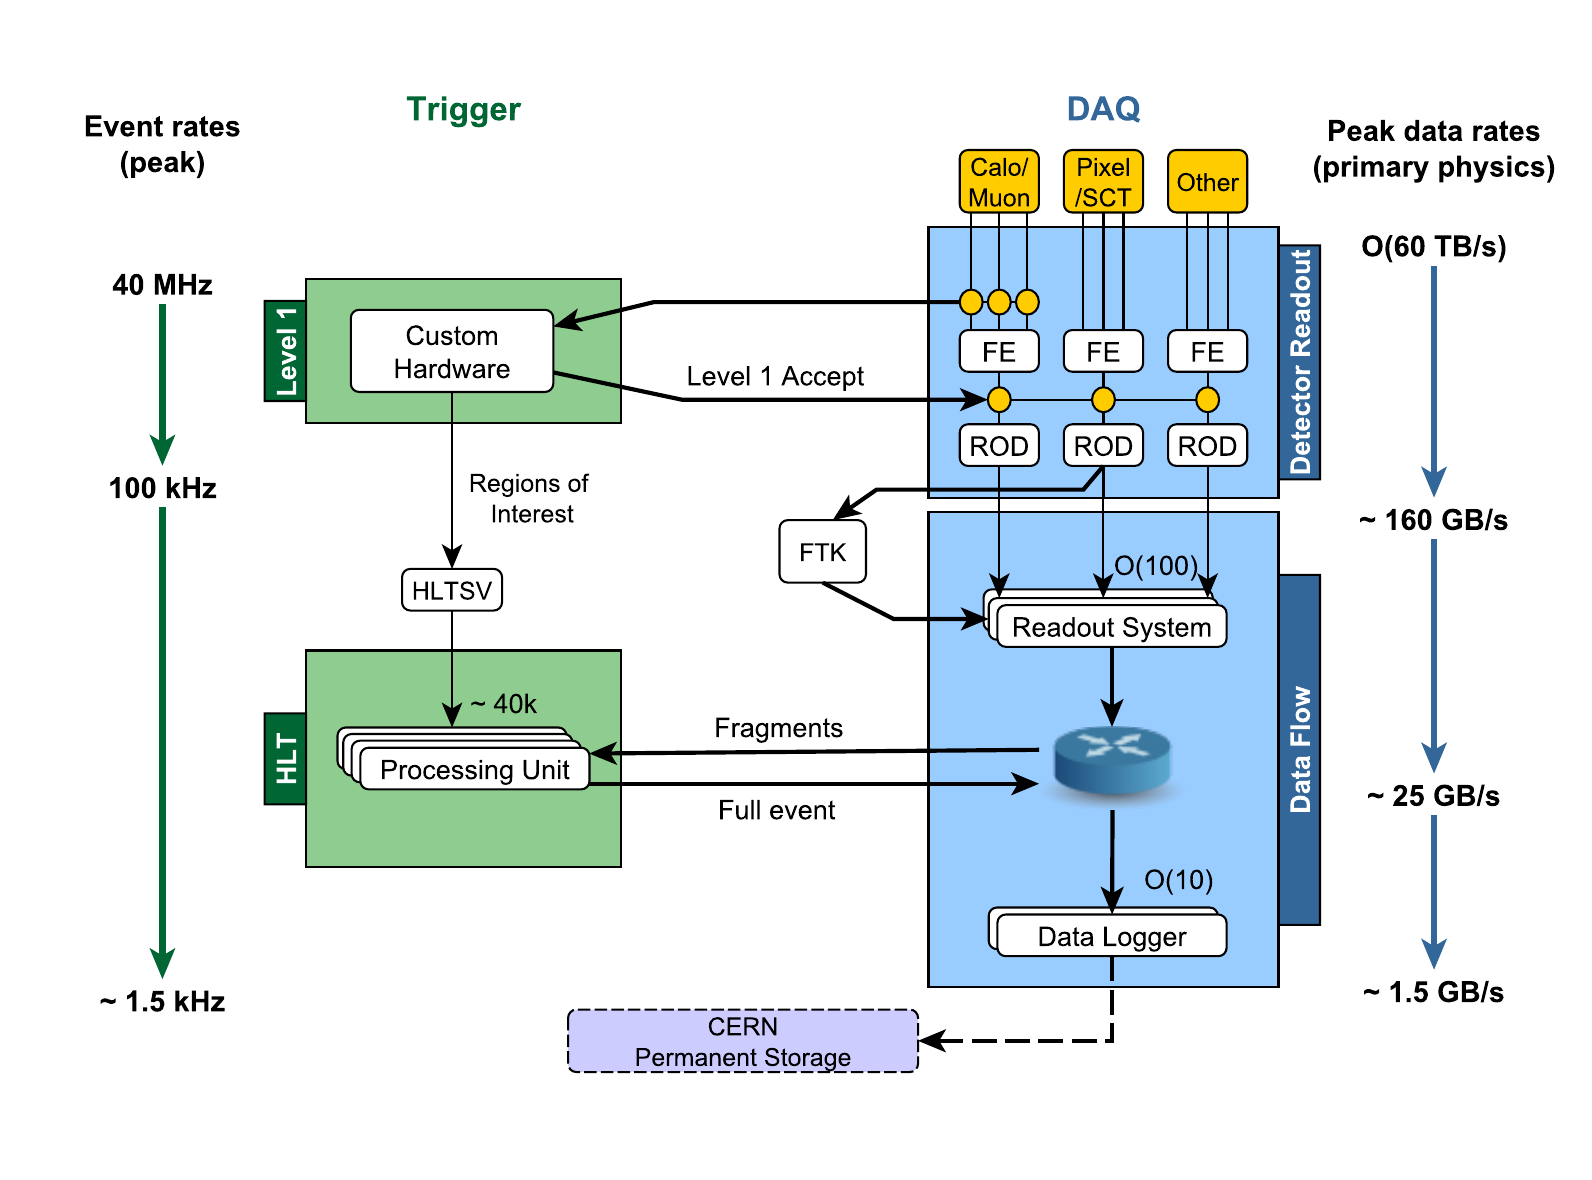 Trigger
DAQ
Event rates
(peak)
Peak data rates
(primary physics)
Calo/
Muon
Pixel
/SCT
Other
O(60 TB/s)
40 MHz
Level 1
Custom
Hardware
FE
FE
FE
Detector Readout
Level 1 Accept
ROD
ROD
ROD
100 kHz
Regions of
Interest
~ 160 GB/s
FTK
O(100)
HLTSV
Readout System
~ 40k
HLT
Fragments
Processing Unit
Data Flow
~ 25 GB/s
Full event
O(10)
Data Logger
~ 1.5 kHz
~ 1.5 GB/s
CERN
Permanent Storage